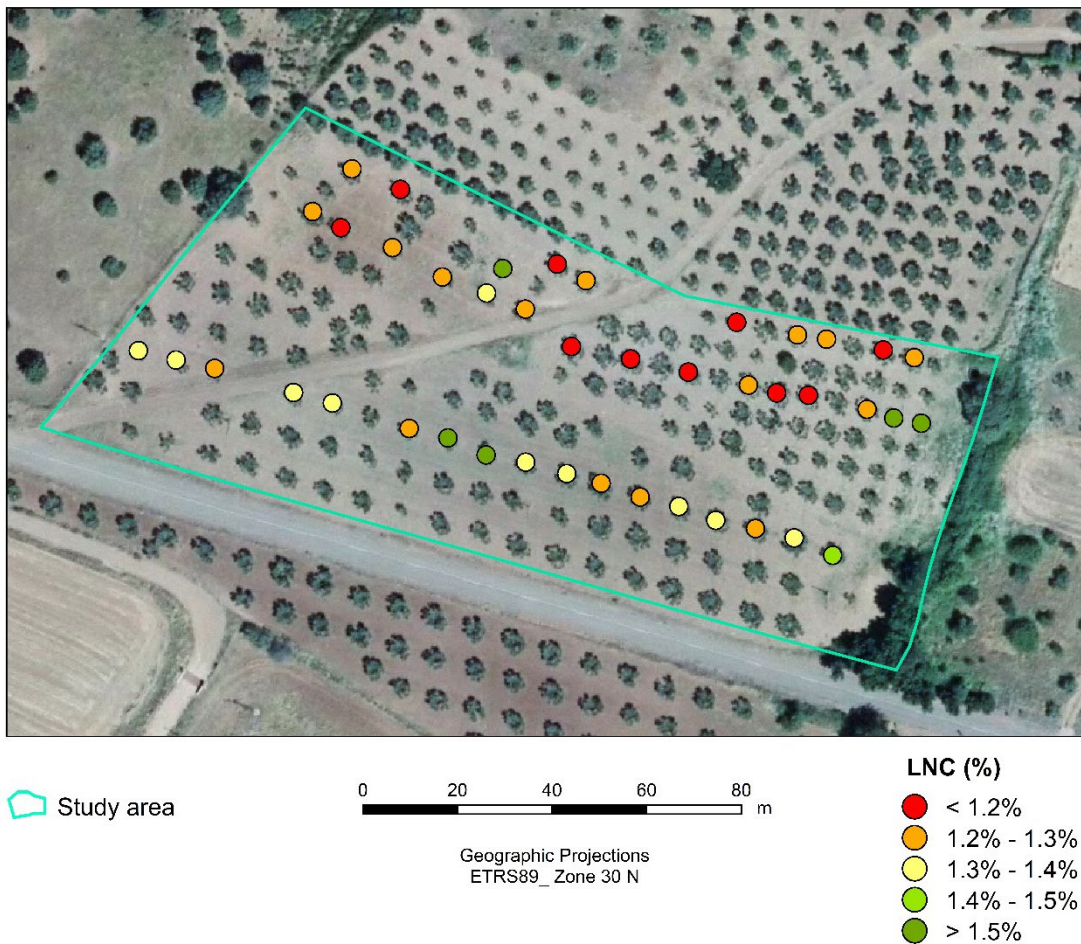 Study area
0 20 40 60 80
m
Geographic Projections
ETRS89_ Zone 30 N
LNC (%)
< 1.2%
1.2% - 1.3%
1.3% - 1.4%
1.4% - 1.5%
> 1.5%